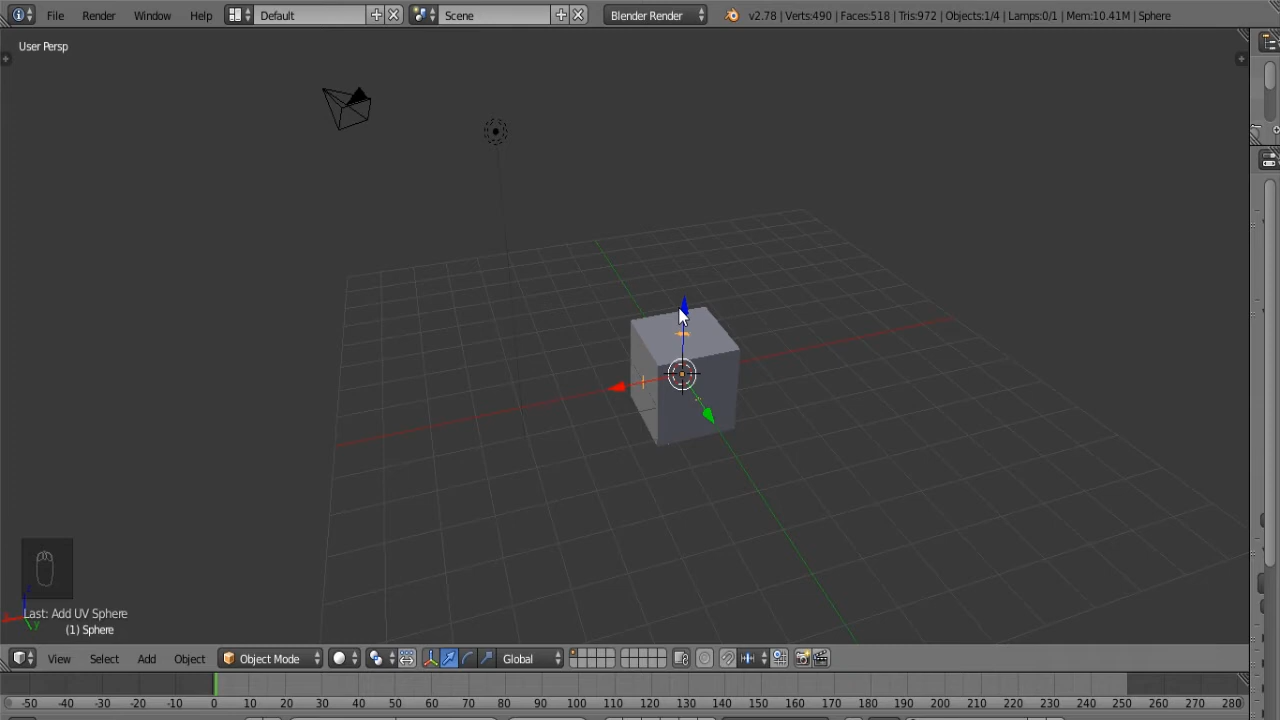 File Render Window Help Default Scene Blender Render v2.78 | Verts:490 | Faces:518 | Tris:972 | Objects:1/4 | Lamps:0/1 | Mem:10.41M | Sphere
User Persp
Last: Add UV Sphere
(1) Sphere
View Select Add Object Object Mode Global
-50 -40 -30 -20 -10 0 10 20 30 40 50 60 70 80 90 100 110 120 130 140 150 160 170 180 190 200 210 220 230 240 250 260 270 280